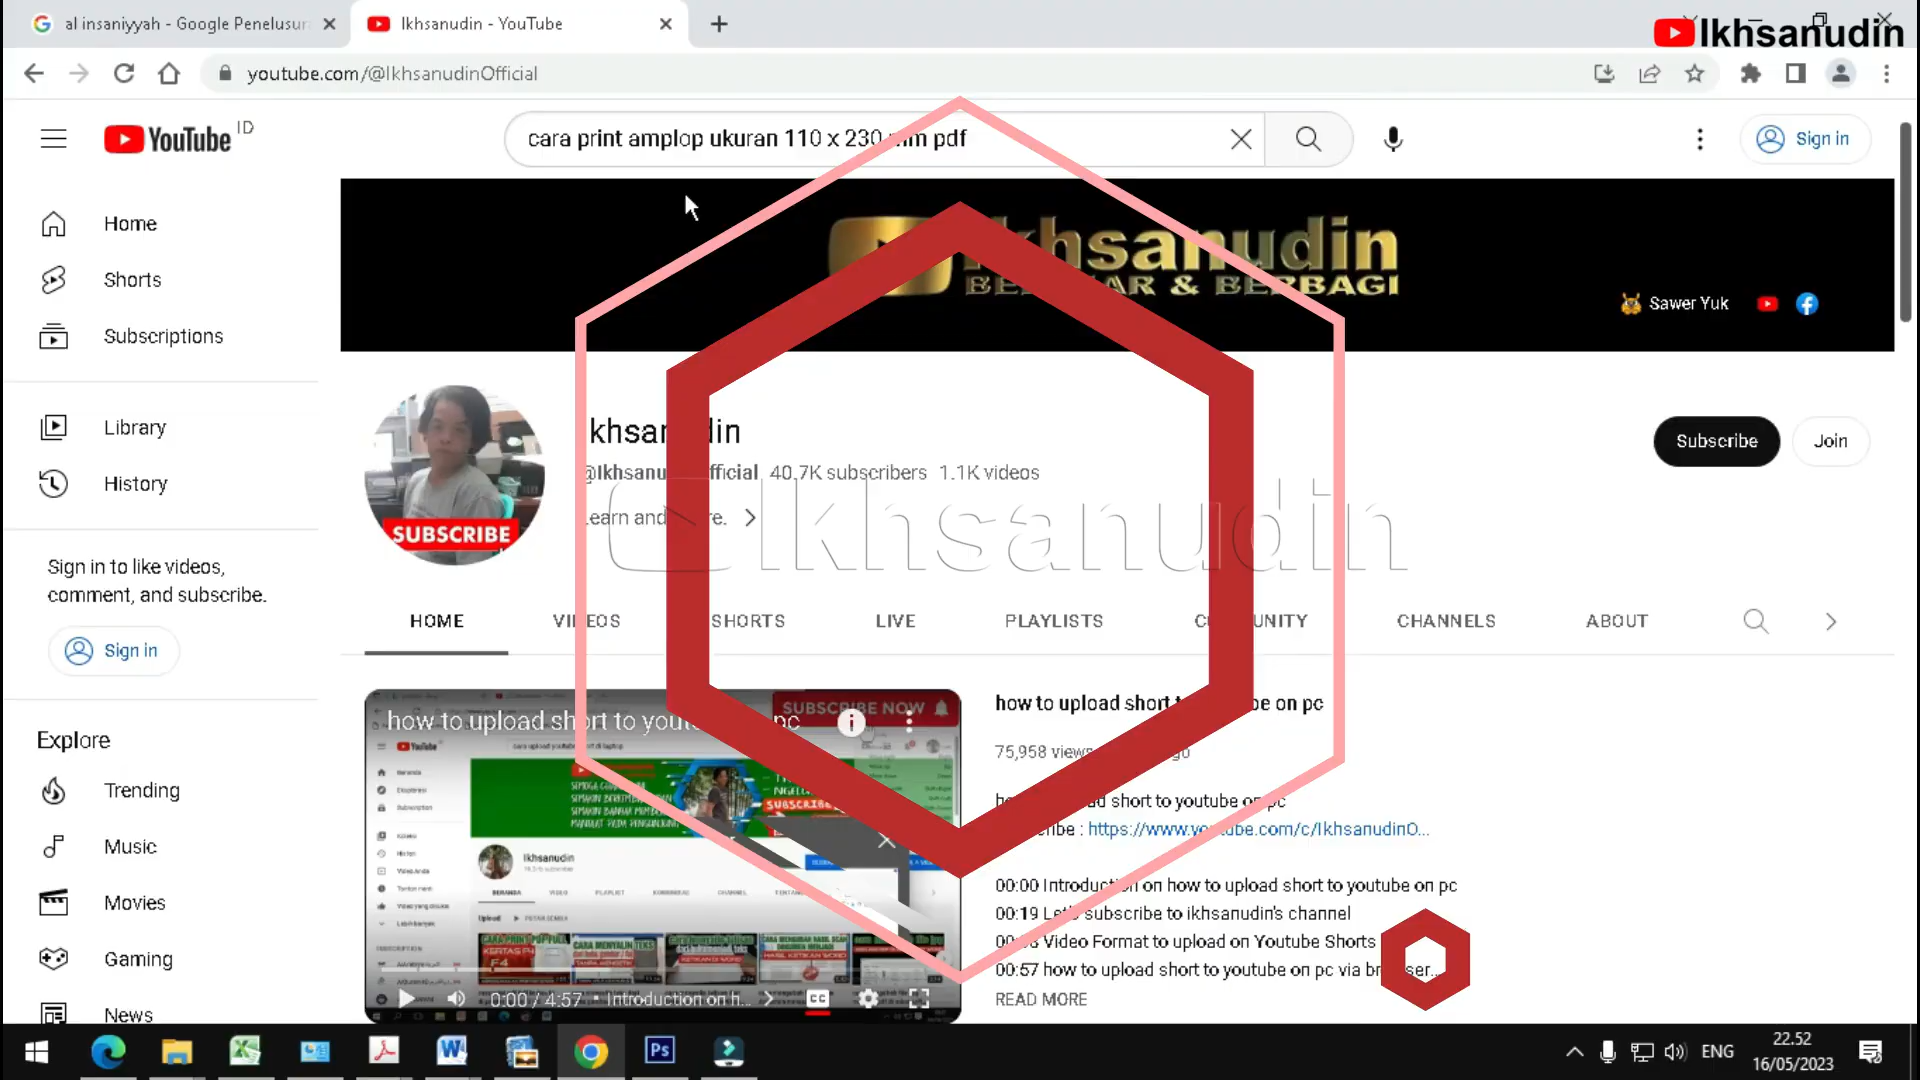 al insaniyyah - Google Penelusur
Ikhsanudin - YouTube
Ikhsanudin
youtube.com/@IkhsanudinOfficial
YouTube ID
cara print amplop ukuran 110 x 230 mm pdf
Sign in
Home
Shorts
Subscriptions
Library
History
Sign in to like videos,
comment, and subscribe.
Sign in
Explore
Trending
Music
Movies
Gaming
News
Ikhsanudin
BELAJAR & BERBAGI
Sawer Yuk
SUBSCRIBE
Ikhsanudin
@IkhsanudinOfficial 40.7K subscribers 1.1K videos
Learn and share.
Subscribe
Join
Ikhsanudin
HOME VIDEOS SHORTS LIVE PLAYLISTS COMMUNITY CHANNELS ABOUT
SUBSCRIBE NOW
how to upload short to youtube on pc
Ikhsanudin
KERTAS F4
0:00 / 4:57 • Introduction on h...
CC
how to upload short to youtube on pc
75,958 views
how to upload short to youtube on pc
Subscribe : https://www.youtube.com/c/IkhsanudinO...
00:00 Introduction on how to upload short to youtube on pc
00:19 Let's subscribe to ikhsanudin's channel
Video Format to upload on Youtube Shorts
00:57 how to upload short to youtube on pc via browser...
READ MORE
Ps
ENG
22.52
16/05/2023